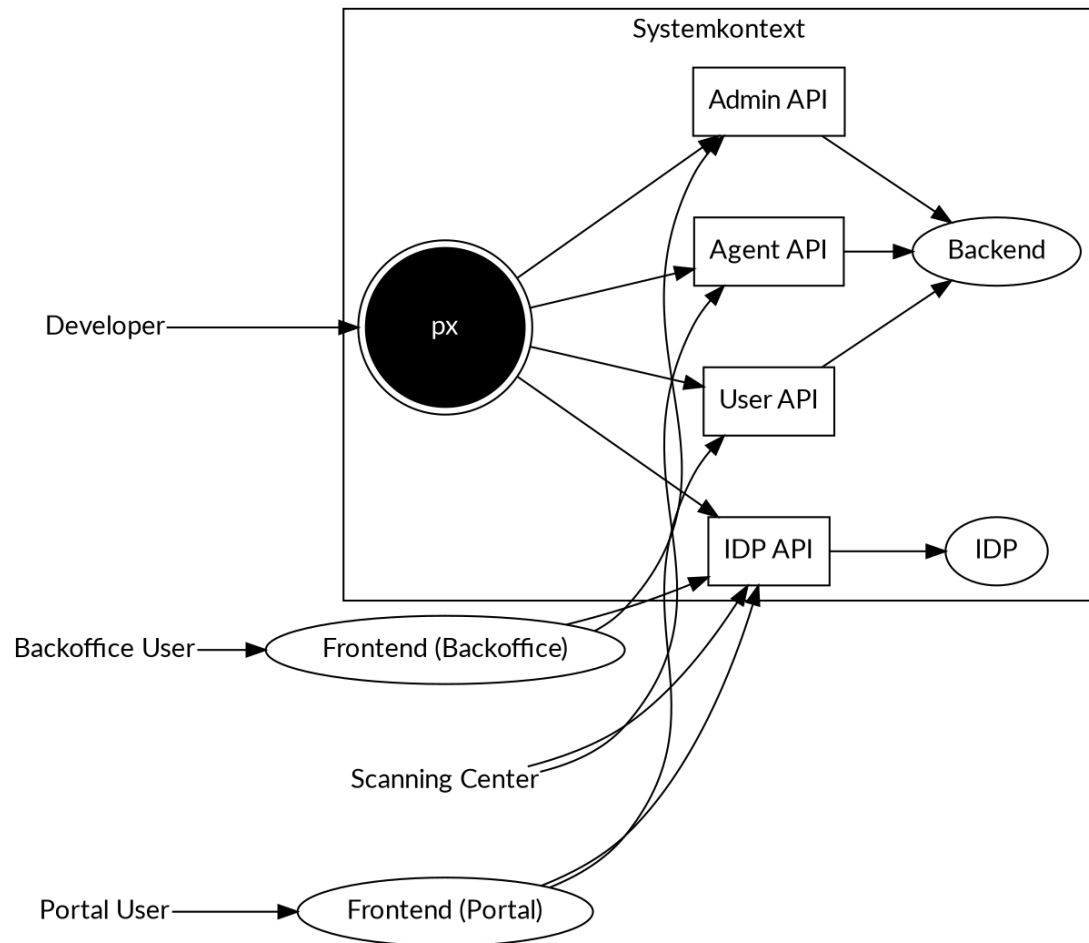 Systemkontext
Admin API
Agent API
Backend
Developer
px
User API
IDP API
IDP
Backoffice User
Frontend (Backoffice)
Scanning Center
Portal User
Frontend (Portal)